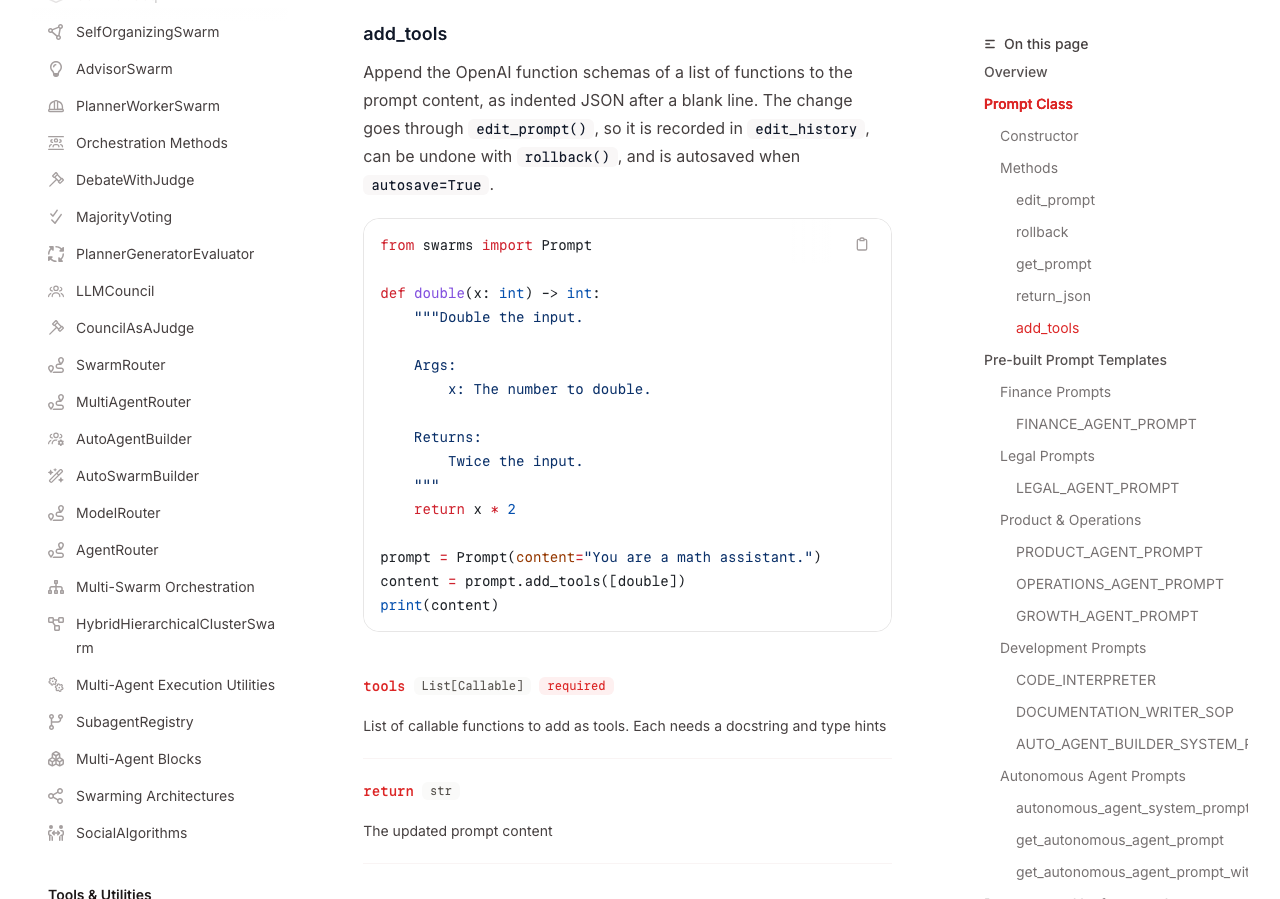 SelfOrganizingSwarm
AdvisorSwarm
PlannerWorkerSwarm
Orchestration Methods
DebateWithJudge
MajorityVoting
PlannerGeneratorEvaluator
LLMCouncil
CouncilAsAJudge
SwarmRouter
MultiAgentRouter
AutoAgentBuilder
AutoSwarmBuilder
ModelRouter
AgentRouter
Multi-Swarm Orchestration
HybridHierarchicalClusterSwa
rm
Multi-Agent Execution Utilities
SubagentRegistry
Multi-Agent Blocks
Swarming Architectures
SocialAlgorithms
Tools & Utilities
add_tools
Append the OpenAI function schemas of a list of functions to the
prompt content, as indented JSON after a blank line. The change
goes through edit_prompt(), so it is recorded in edit_history,
can be undone with rollback(), and is autosaved when
autosave=True.
from swarms import Prompt
def double(x: int) -> int:
    """Double the input.
    Args:
        x: The number to double.
    Returns:
        Twice the input.
    """
    return x * 2
prompt = Prompt(content="You are a math assistant.")
content = prompt.add_tools([double])
print(content)
tools List[Callable] required
List of callable functions to add as tools. Each needs a docstring and type hints
return str
The updated prompt content
On this page
Overview
Prompt Class
Constructor
Methods
edit_prompt
rollback
get_prompt
return_json
add_tools
Pre-built Prompt Templates
Finance Prompts
FINANCE_AGENT_PROMPT
Legal Prompts
LEGAL_AGENT_PROMPT
Product & Operations
PRODUCT_AGENT_PROMPT
OPERATIONS_AGENT_PROMPT
GROWTH_AGENT_PROMPT
Development Prompts
CODE_INTERPRETER
DOCUMENTATION_WRITER_SOP
AUTO_AGENT_BUILDER_SYSTEM_P
Autonomous Agent Prompts
autonomous_agent_system_prompt
get_autonomous_agent_prompt
get_autonomous_agent_prompt_wit